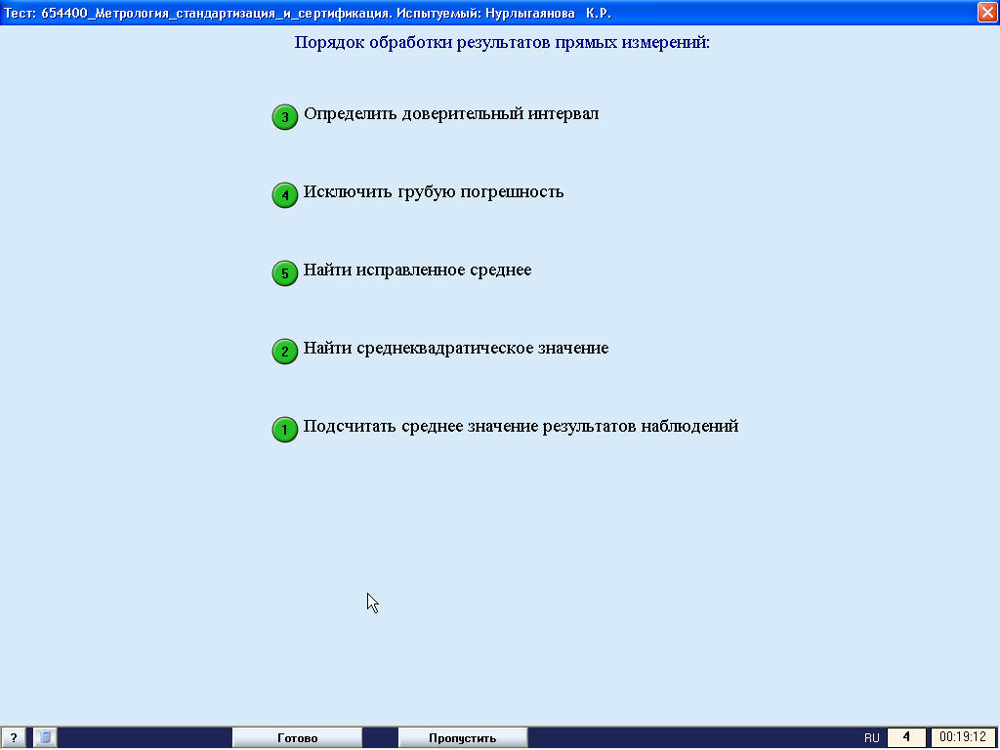 Тест: 654400_Метрология_стандартизация_и_сертификация. Испытуемый: Нурлыгаянова К.Р.
Порядок обработки результатов прямых измерений:
3 Определить доверительный интервал
4 Исключить грубую погрешность
5 Найти исправленное среднее
2 Найти среднеквадратическое значение
1 Подсчитать среднее значение результатов наблюдений
? Готово Пропустить RU 4 00:19:12